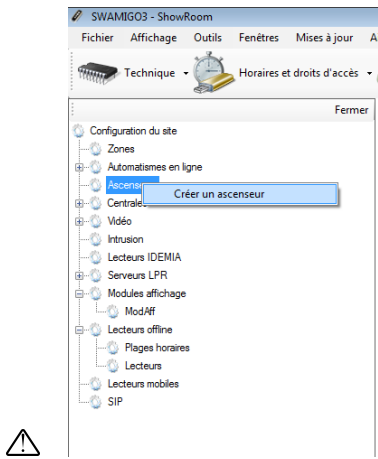 SWAMIGO3 - ShowRoom
Fichier Affichage Outils Fenêtres Mises à jour A
Technique Horaires et droits d'accès
Fermer
Configuration du site
Zones
Automatismes en ligne
Créer un ascenseur
Vidéo
Intrusion
Lecteurs IDEMIA
Serveurs LPR
Modules affichage
ModAff
Lecteurs offline
Plages horaires
Lecteurs
Lecteurs mobiles
SIP